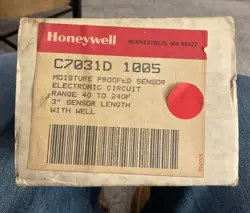 Honeywell
MINNEAPOLIS, MN 55422
C7031D 1005
MOISTURE PROOFED SENSOR
ELECTRONIC CIRCUIT
RANGE 40 TO 240F
3" SENSOR LENGTH
WITH WELL